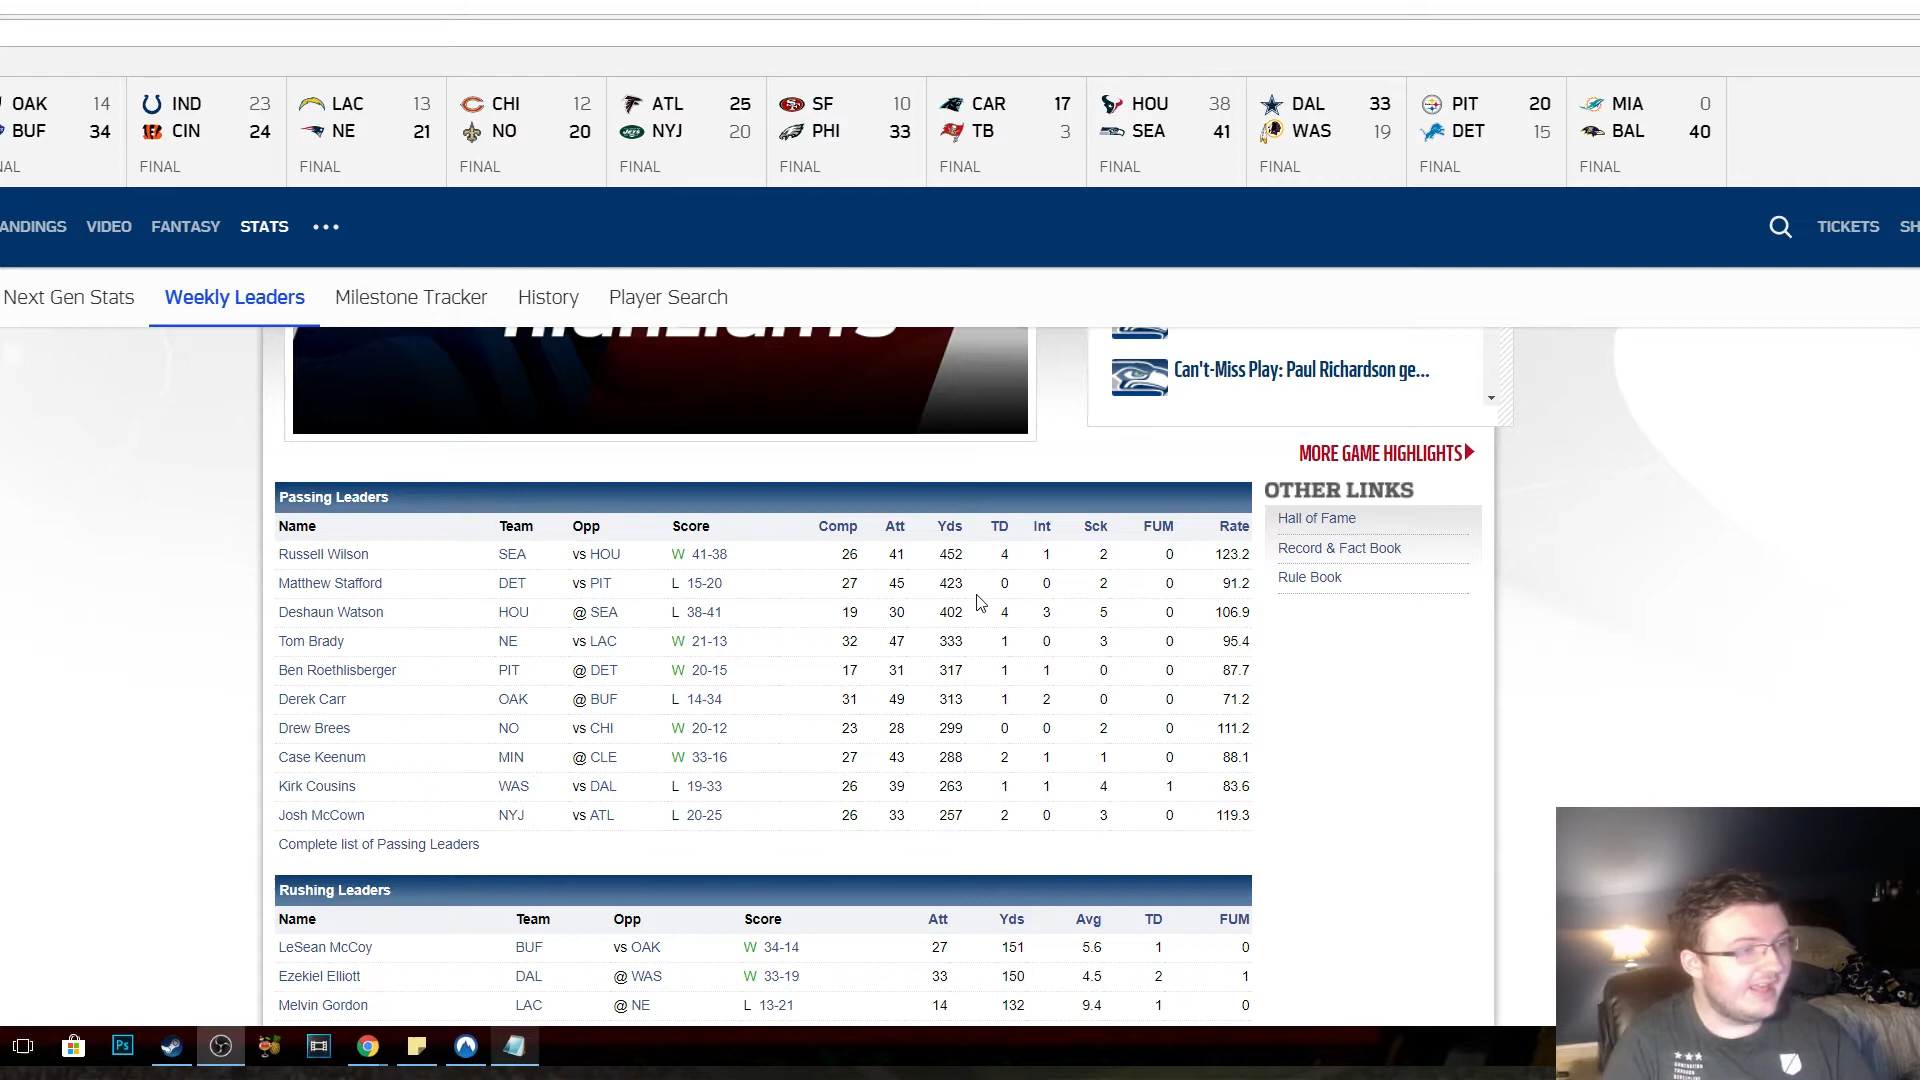 OAK 14 IND 23 LAC 13 CHI 12 ATL 25 SF 10 CAR 17 HOU 38 DAL 33 PIT 20 MIA 0
BUF 34 CIN 24 NE 21 NO 20 NYJ 20 PHI 33 TB 3 SEA 41 WAS 19 DET 15 BAL 40
NAL FINAL FINAL FINAL FINAL FINAL FINAL FINAL FINAL FINAL FINAL
ANDINGS VIDEO FANTASY STATS ••• TICKETS SH
Next Gen Stats Weekly Leaders Milestone Tracker History Player Search
Can't-Miss Play: Paul Richardson ge...
MORE GAME HIGHLIGHTS
Passing Leaders
Name Team Opp Score Comp Att Yds TD Int Sck FUM Rate
Russell Wilson SEA vs HOU W 41-38 26 41 452 4 1 2 0 123.2
Matthew Stafford DET vs PIT L 15-20 27 45 423 0 0 2 0 91.2
Deshaun Watson HOU @ SEA L 38-41 19 30 402 4 3 5 0 106.9
Tom Brady NE vs LAC W 21-13 32 47 333 1 0 3 0 95.4
Ben Roethlisberger PIT @ DET W 20-15 17 31 317 1 1 0 0 87.7
Derek Carr OAK @ BUF L 14-34 31 49 313 1 2 0 0 71.2
Drew Brees NO vs CHI W 20-12 23 28 299 0 0 2 0 111.2
Case Keenum MIN @ CLE W 33-16 27 43 288 2 1 1 0 88.1
Kirk Cousins WAS vs DAL L 19-33 26 39 263 1 1 4 1 83.6
Josh McCown NYJ vs ATL L 20-25 26 33 257 2 0 3 0 119.3
Complete list of Passing Leaders
OTHER LINKS
Hall of Fame
Record & Fact Book
Rule Book
Rushing Leaders
Name Team Opp Score Att Yds Avg TD FUM
LeSean McCoy BUF vs OAK W 34-14 27 151 5.6 1 0
Ezekiel Elliott DAL @ WAS W 33-19 33 150 4.5 2 1
Melvin Gordon LAC @ NE L 13-21 14 132 9.4 1 0
Ps